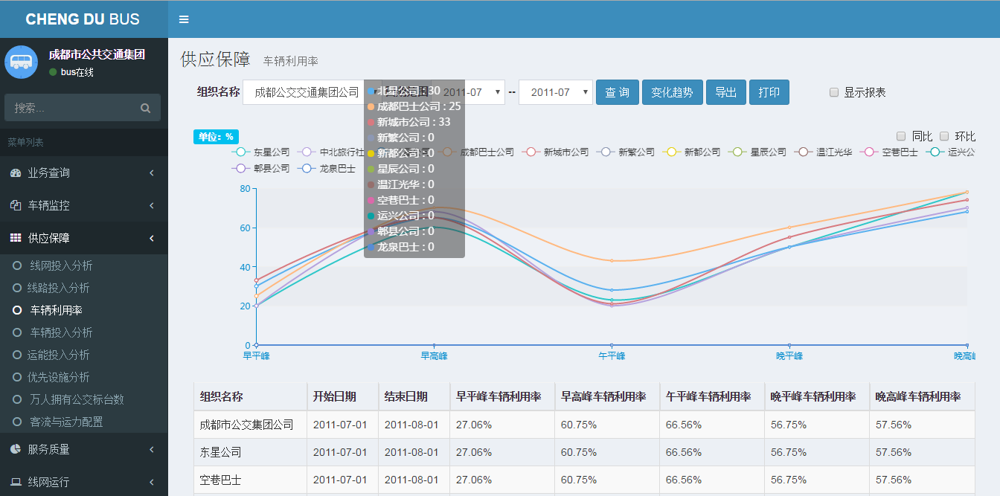 CHENG DU BUS
成都市公共交通集团
bus在线
搜索...
菜单列表
业务查询
车辆监控
供应保障
线网投入分析
线路投入分析
车辆利用率
车辆投入分析
运能投入分析
优先设施分析
万人拥有公交标台数
客流与运力配置
服务质量
线网运行
供应保障 车辆利用率
组织名称 成都公交交通集团公司 2011-07 -- 2011-07 查 询 变化趋势 导出 打印 显示报表
单位: % 同比 环比
北星公司 : 30
成都巴士公司 : 25
新城市公司 : 33
新繁公司 : 0
新都公司 : 0
星辰公司 : 0
温江光华 : 0
空巷巴士 : 0
运兴公司 : 0
郫县公司 : 0
龙泉巴士 : 0
东星公司 中北旅行社 成都巴士公司 新城市公司 新繁公司 新都公司 星辰公司 温江光华 空巷巴士 运兴公
郫县公司 龙泉巴士
80
60
40
20
0
早平峰 早高峰 午平峰 晚平峰 晚高峰
组织名称 开始日期 结束日期 早平峰车辆利用率 早高峰车辆利用率 午平峰车辆利用率 晚平峰车辆利用率 晚高峰车辆利用率
成都市公交集团公司 2011-07-01 2011-08-01 27.06% 60.75% 66.56% 56.75% 57.56%
东星公司 2011-07-01 2011-08-01 27.06% 60.75% 66.56% 56.75% 57.56%
空巷巴士 2011-07-01 2011-08-01 27.06% 60.75% 66.56% 56.75% 57.56%